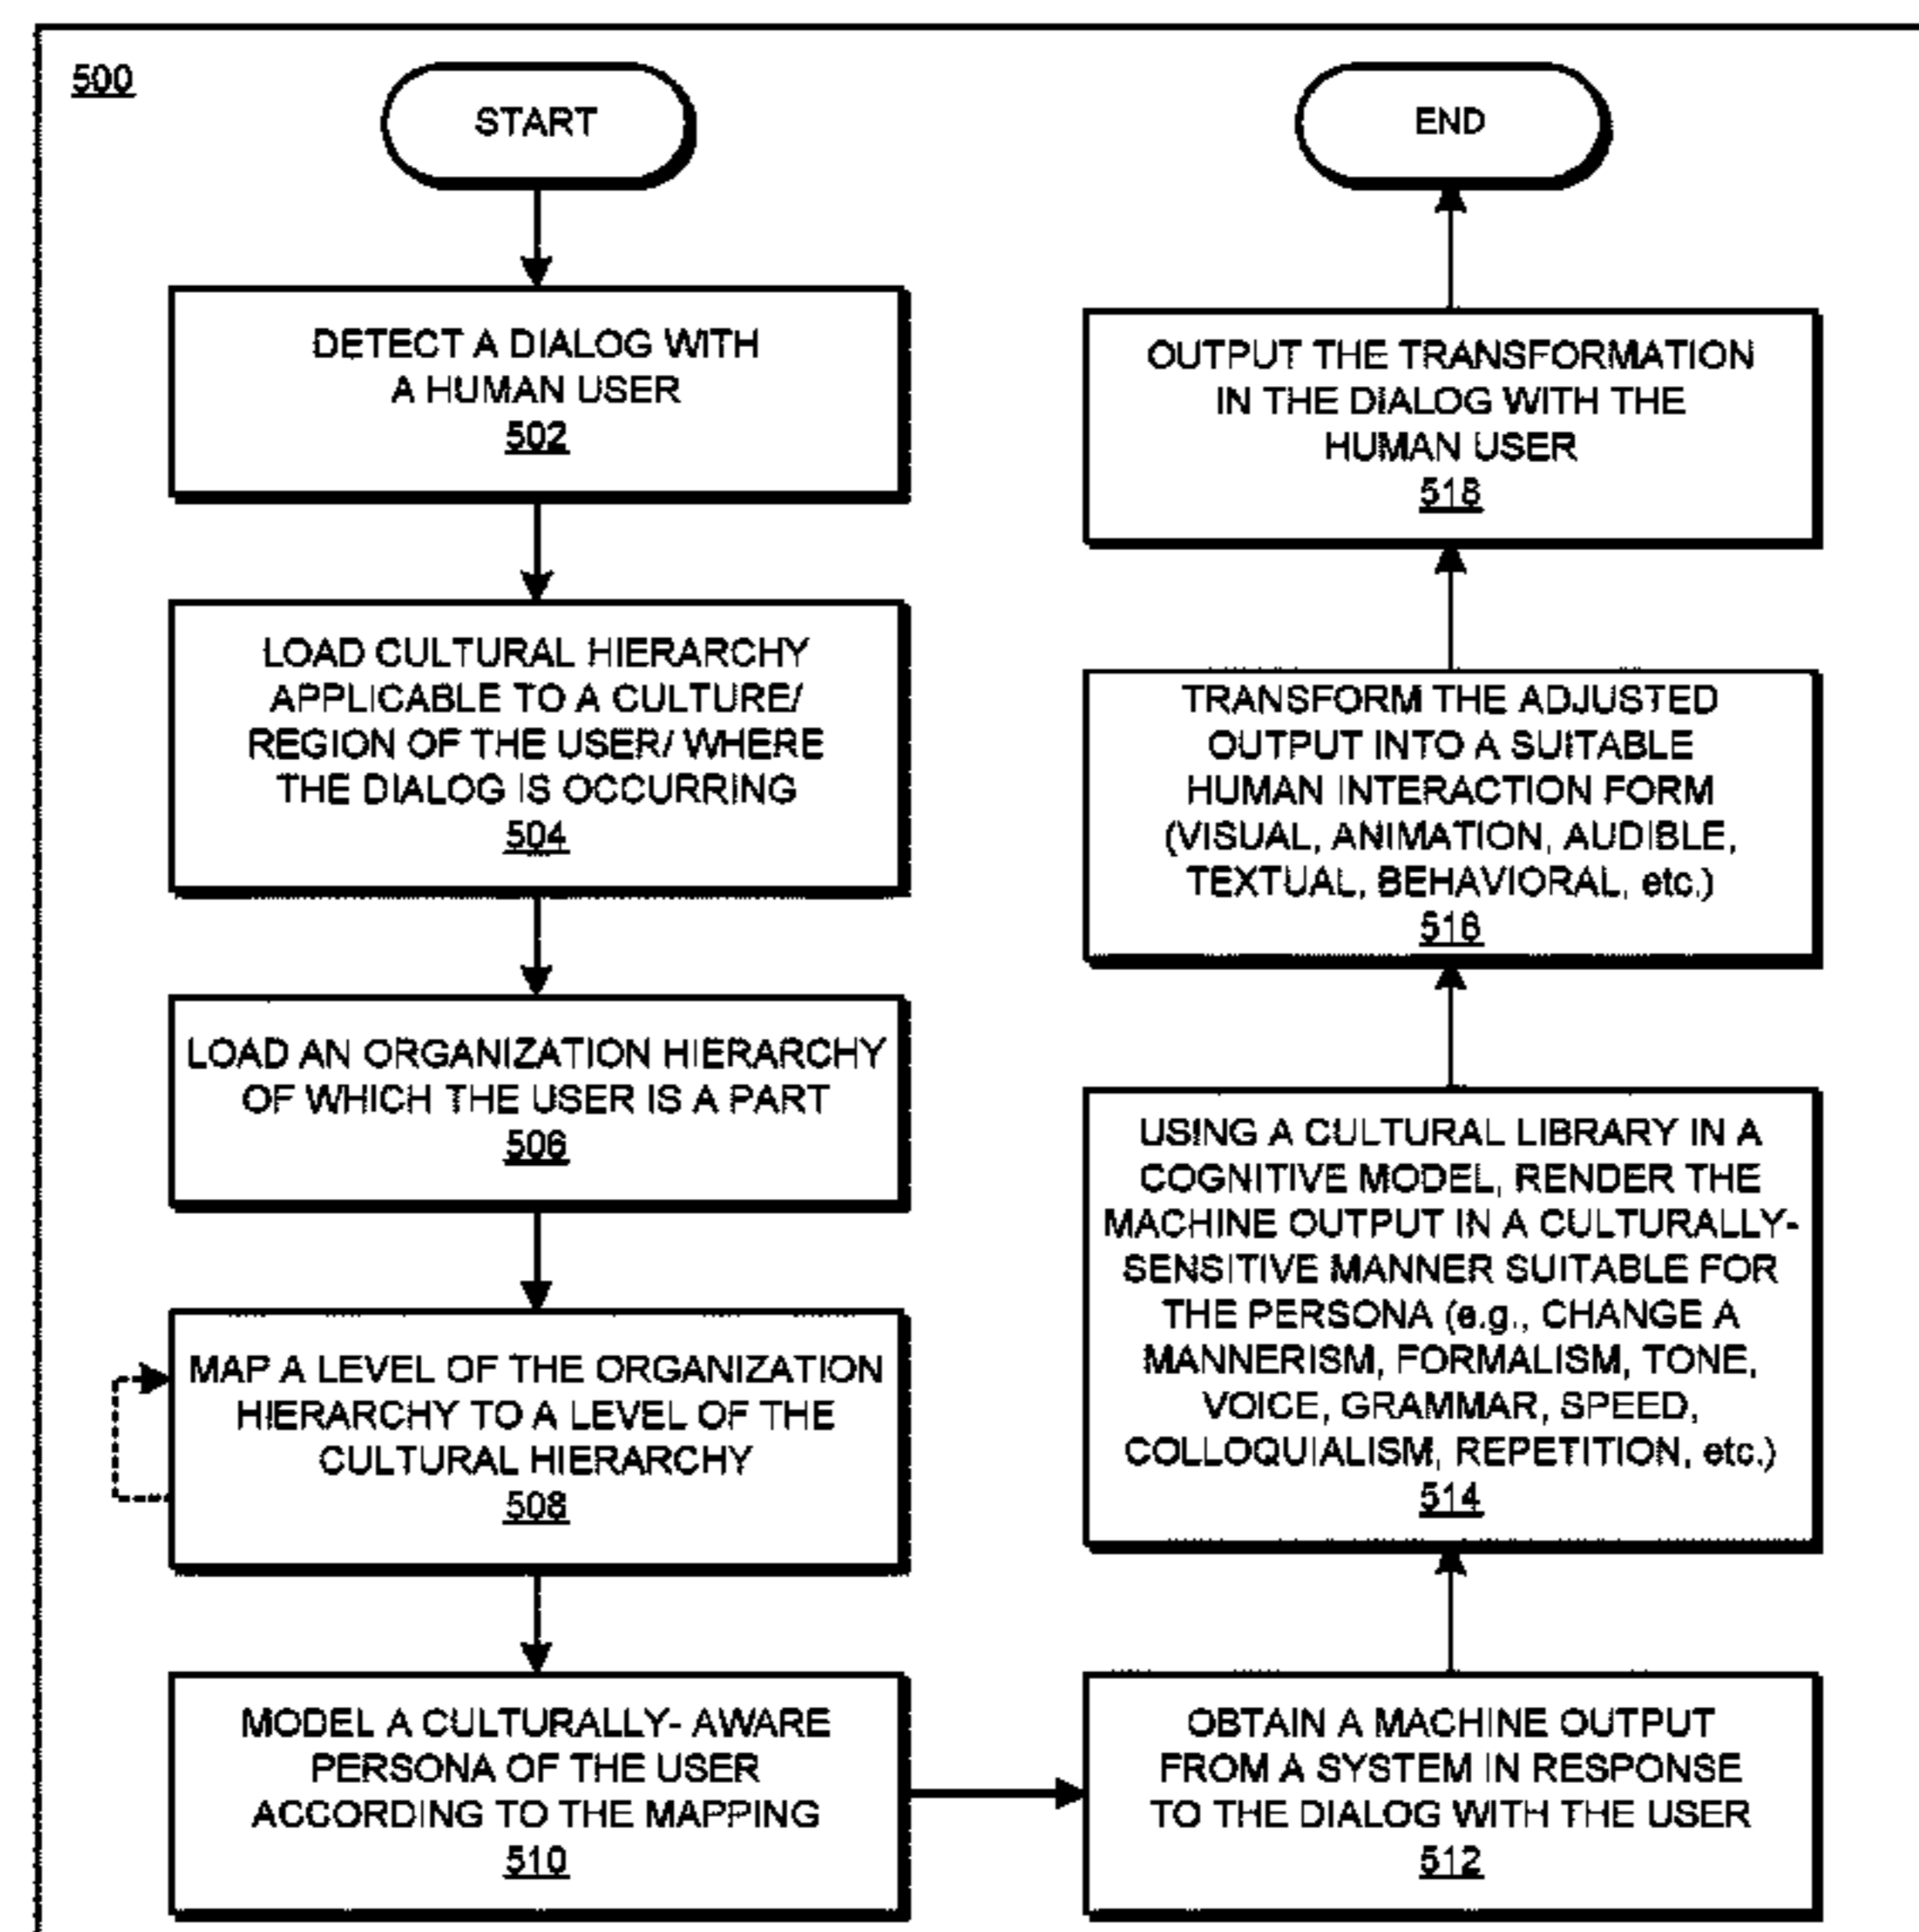 500
START
DETECT A DIALOG WITH
A HUMAN USER
502
LOAD CULTURAL HIERARCHY
APPLICABLE TO A CULTURE/
REGION OF THE USER/ WHERE
THE DIALOG IS OCCURRING
504
LOAD AN ORGANIZATION HIERARCHY
OF WHICH THE USER IS A PART
506
MAP A LEVEL OF THE ORGANIZATION
HIERARCHY TO A LEVEL OF THE
CULTURAL HIERARCHY
508
MODEL A CULTURALLY- AWARE
PERSONA OF THE USER
ACCORDING TO THE MAPPING
510
OBTAIN A MACHINE OUTPUT
FROM A SYSTEM IN RESPONSE
TO THE DIALOG WITH THE USER
512
USING A CULTURAL LIBRARY IN A
COGNITIVE MODEL, RENDER THE
MACHINE OUTPUT IN A CULTURALLY-
SENSITIVE MANNER SUITABLE FOR
THE PERSONA (e.g., CHANGE A
MANNERISM, FORMALISM, TONE,
VOICE, GRAMMAR, SPEED,
COLLOQUIALISM, REPETITION, etc.)
514
TRANSFORM THE ADJUSTED
OUTPUT INTO A SUITABLE
HUMAN INTERACTION FORM
(VISUAL, ANIMATION, AUDIBLE,
TEXTUAL, BEHAVIORAL, etc.)
516
OUTPUT THE TRANSFORMATION
IN THE DIALOG WITH THE
HUMAN USER
518
END